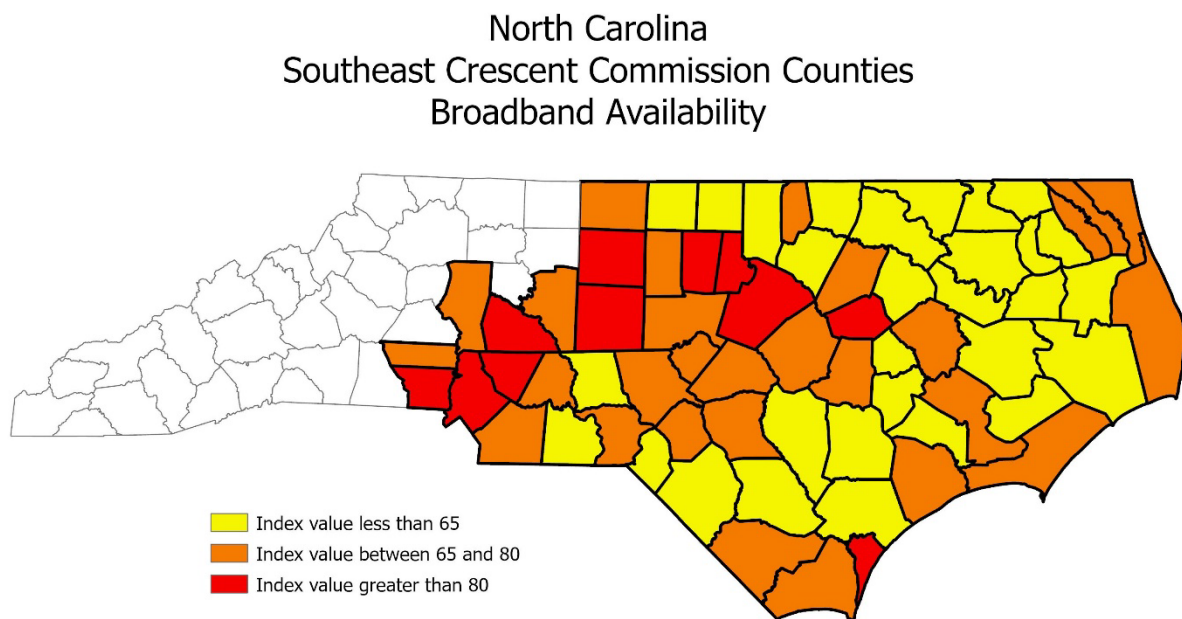 North Carolina
Southeast Crescent Commission Counties
Broadband Availability
Index value less than 65
Index value between 65 and 80
Index value greater than 80